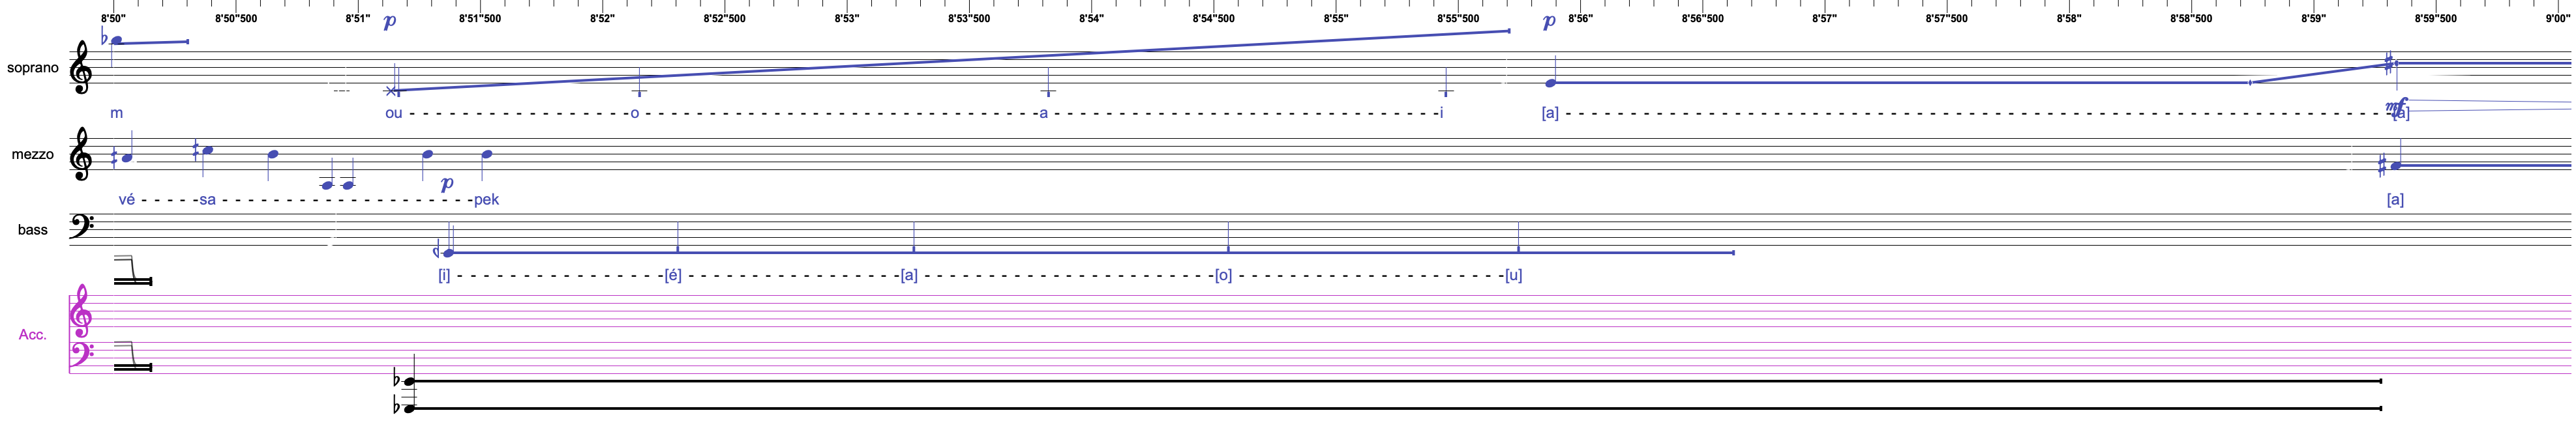 8'50" 8'50"500 8'51" 8'51"500 8'52" 8'52"500 8'53" 8'53"500 8'54" 8'54"500 8'55" 8'55"500 8'56" 8'56"500 8'57" 8'57"500 8'58" 8'58"500 8'59" 8'59"500 9'00"
p p
soprano
m ou - o - a - i [a] - [a]
mf
mezzo
p
vé - sa - pek [a]
bass
[i] - [é] - [a] - [o] - [u]
Acc.